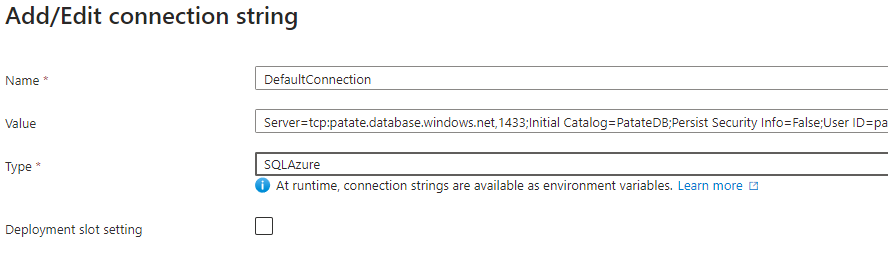 Add/Edit connection string
Name *
DefaultConnection
Value
Server=tcp:patate.database.windows.net,1433;Initial Catalog=PatateDB;Persist Security Info=False;User ID=pa
Type *
SQLAzure
At runtime, connection strings are available as environment variables. Learn more
Deployment slot setting